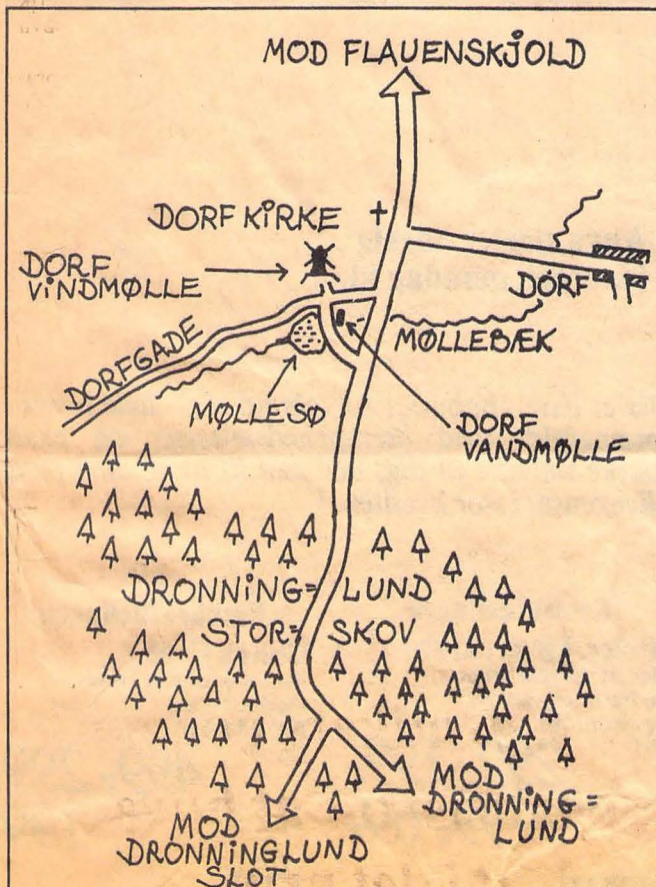 MOD FLAUENSKJOLD
DORF KIRKE
DORF
VINDMØLLE
DORF
DORFGADE
MØLLEBÆK
MØLLESØ
DORF
VANDMØLLE
DRONNING= LUND
STOR= SKOV
MOD
DRONNING=
LUND
MOD
DRONNINGLUND
SLOT